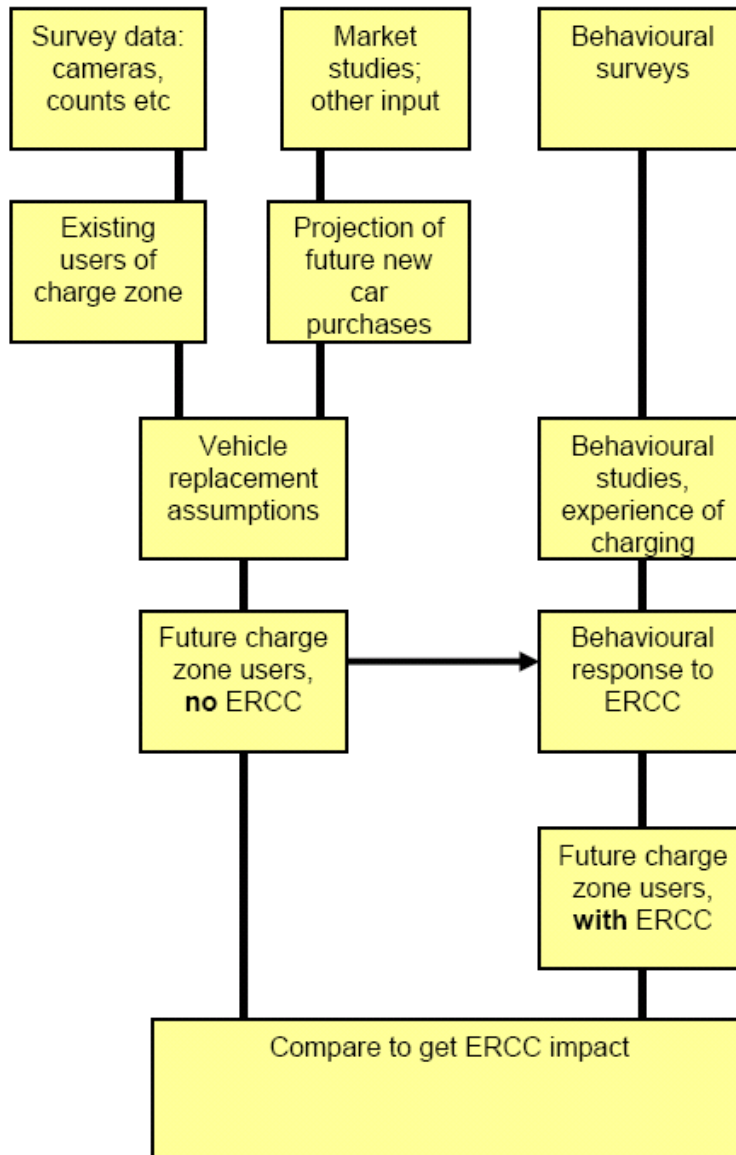 Survey data:
cameras,
counts etc
Market
studies;
other input
Behavioural
surveys
Existing
users of
charge zone
Projection of
future new
car
purchases
Vehicle
replacement
assumptions
Behavioural
studies,
experience of
charging
Future charge
zone users,
no ERCC
Behavioural
response to
ERCC
Future charge
zone users,
with ERCC
Compare to get ERCC impact